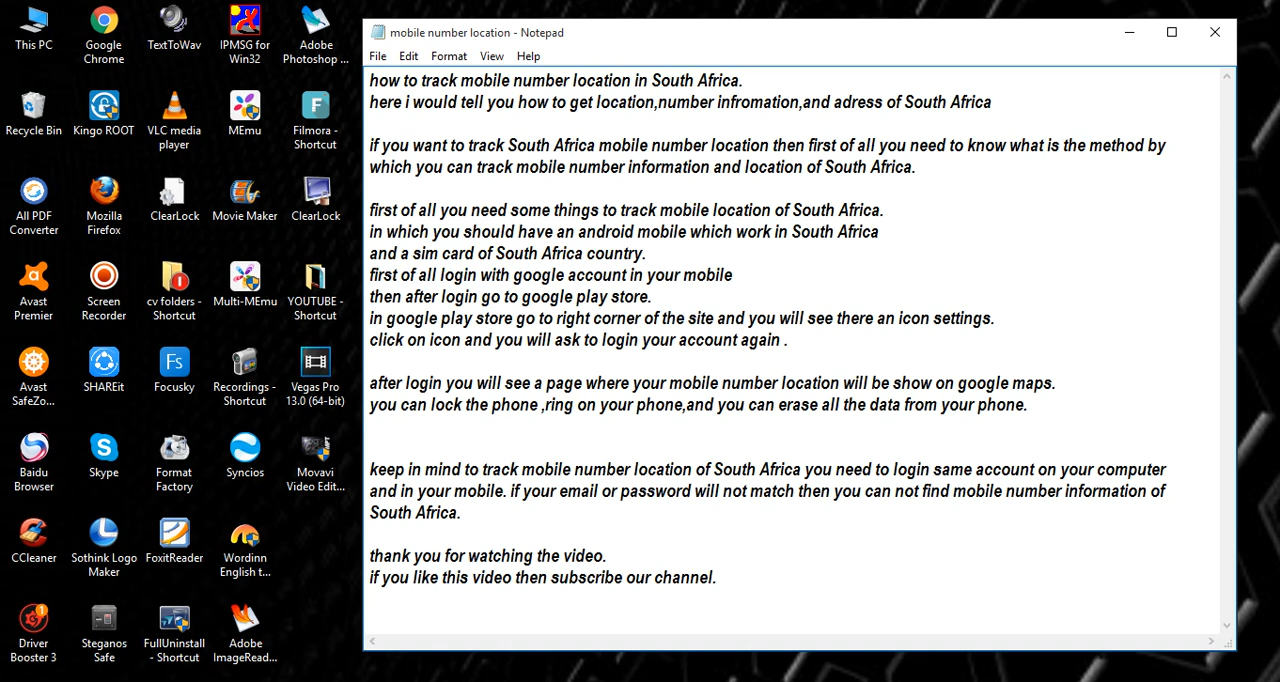 mobile number location - Notepad
File Edit Format View Help
how to track mobile number location in South Africa.
here i would tell you how to get location,number infromation,and adress of South Africa
if you want to track South Africa mobile number location then first of all you need to know what is the method by
which you can track mobile number information and location of South Africa.
first of all you need some things to track mobile location of South Africa.
in which you should have an android mobile which work in South Africa
and a sim card of South Africa country.
first of all login with google account in your mobile
then after login go to google play store.
in google play store go to right corner of the site and you will see there an icon settings.
click on icon and you will ask to login your account again .
after login you will see a page where your mobile number location will be show on google maps.
you can lock the phone ,ring on your phone,and you can erase all the data from your phone.
keep in mind to track mobile number location of South Africa you need to login same account on your computer
and in your mobile. if your email or password will not match then you can not find mobile number information of
South Africa.
thank you for watching the video.
if you like this video then subscribe our channel.
This PC
Google
Chrome
TextToWav
IPMSG for
Win32
Adobe
Photoshop ...
Recycle Bin
Kingo ROOT
VLC media
player
MEmu
Filmora -
Shortcut
All PDF
Converter
Mozilla
Firefox
ClearLock
Movie Maker
ClearLock
Avast
Premier
Screen
Recorder
cv folders -
Shortcut
Multi-MEmu
YOUTUBE -
Shortcut
Avast
SafeZo...
SHAREit
Focusky
Recordings -
Shortcut
Vegas Pro
13.0 (64-bit)
Baidu
Browser
Skype
Format
Factory
Syncios
Movavi
Video Edit...
CCleaner
Sothink Logo
Maker
FoxitReader
Wordinn
English t...
Driver
Booster 3
Steganos
Safe
FullUninstall
- Shortcut
Adobe
ImageRead...